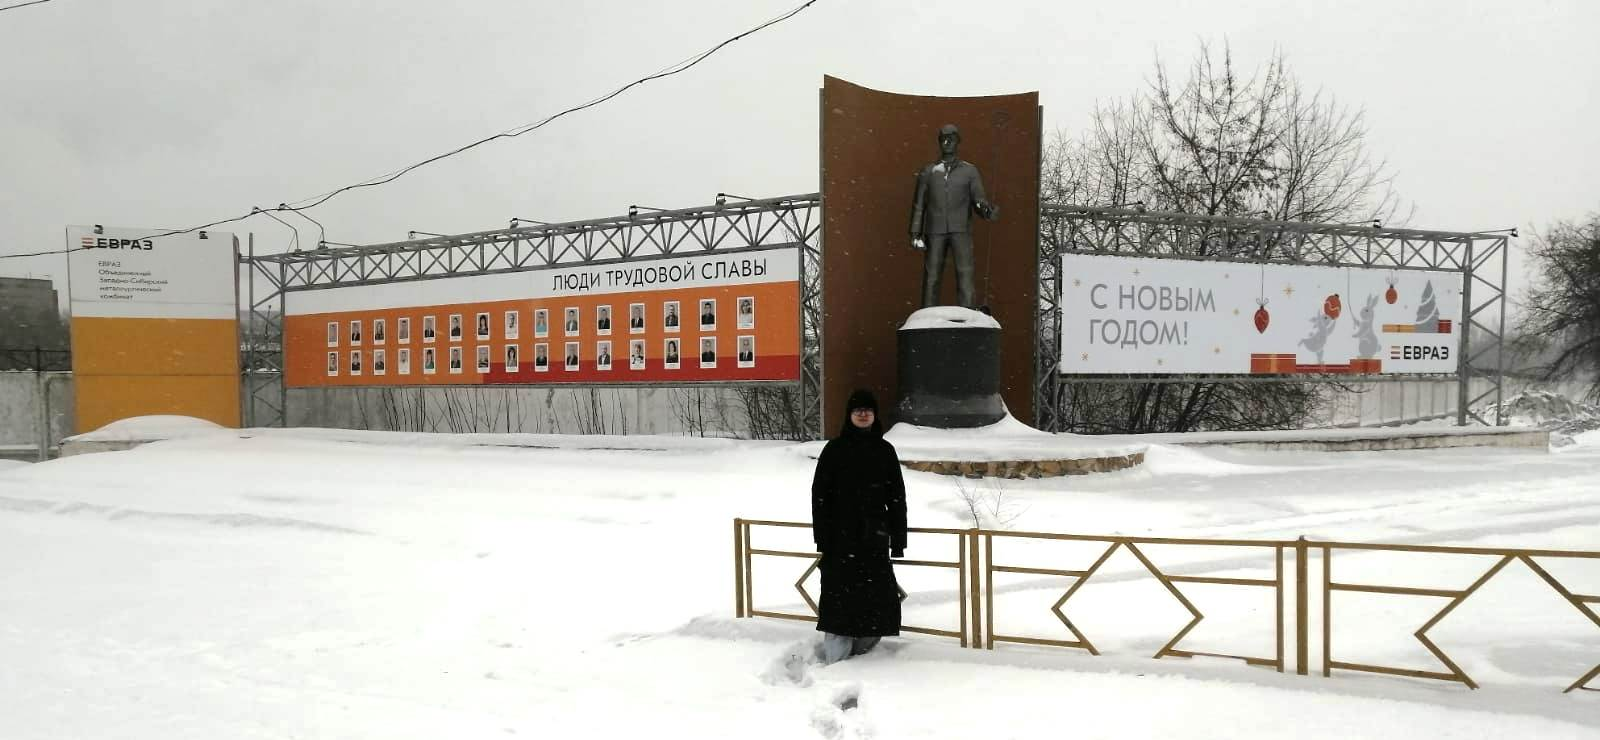 ЕВРАЗ
ЕВРАЗ
Объединенный
Западно-Сибирский
металлургический
комбинат
ЛЮДИ ТРУДОВОЙ СЛАВЫ
С НОВЫМ
ГОДОМ!
ЕВРАЗ